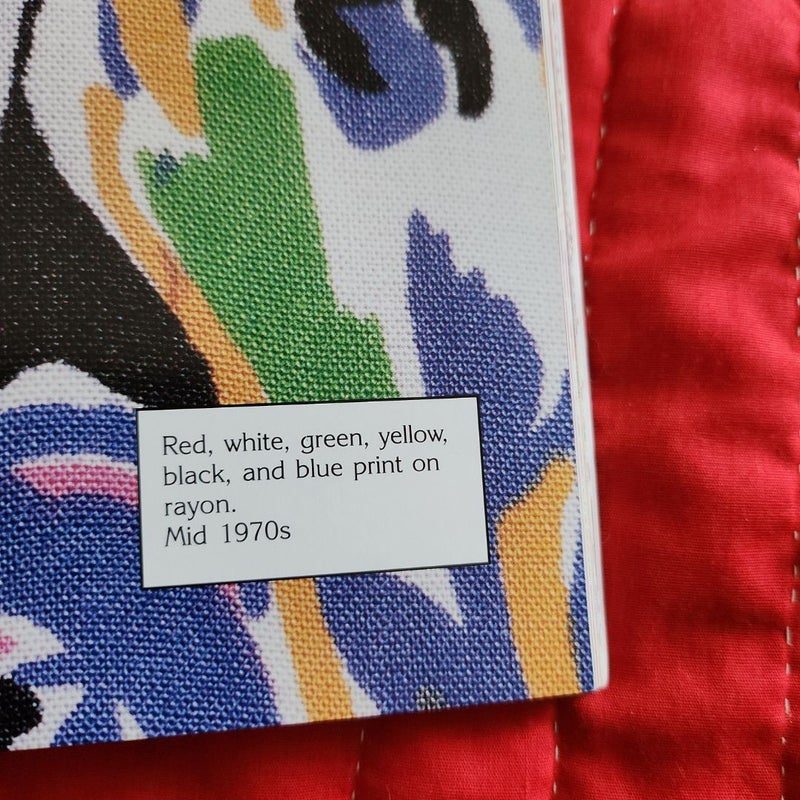 Red, white, green, yellow,
black, and blue print on
rayon.
Mid 1970s